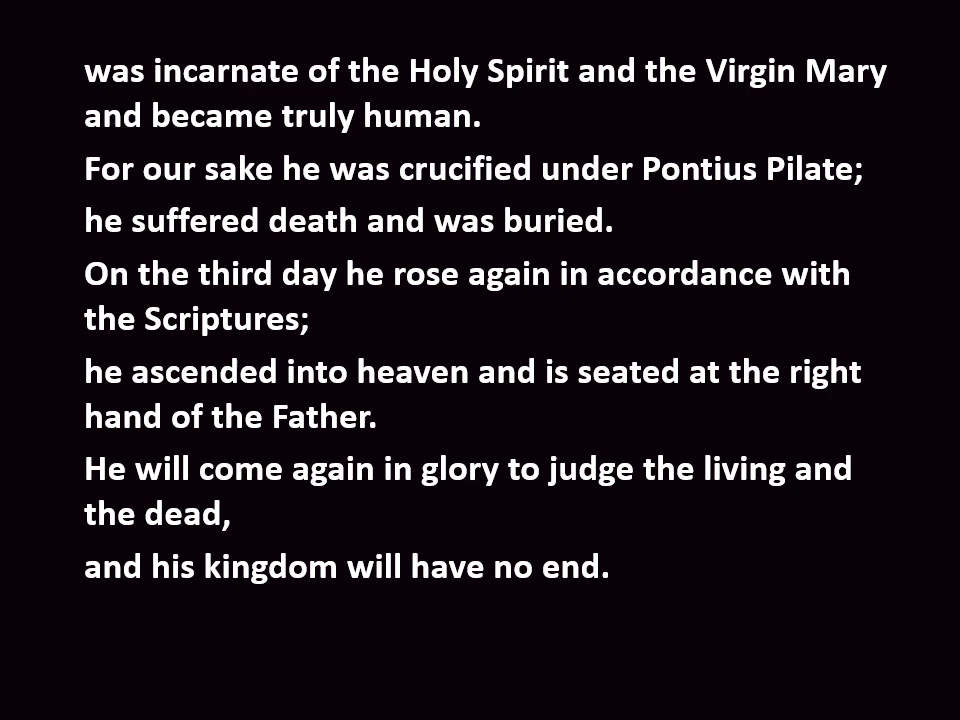 was incarnate of the Holy Spirit and the Virgin Mary
and became truly human.
For our sake he was crucified under Pontius Pilate;
he suffered death and was buried.
On the third day he rose again in accordance with
the Scriptures;
he ascended into heaven and is seated at the right
hand of the Father.
He will come again in glory to judge the living and
the dead,
and his kingdom will have no end.